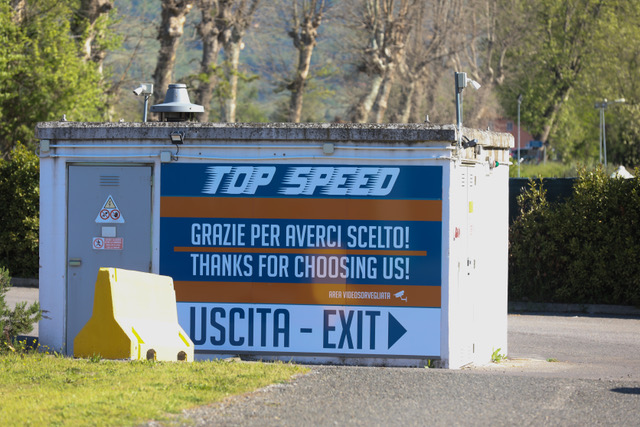 TOP SPEED
GRAZIE PER AVERCI SCELTO!
THANKS FOR CHOOSING US!
AREA VIDEOSORVEGLIATA
USCITA - EXIT